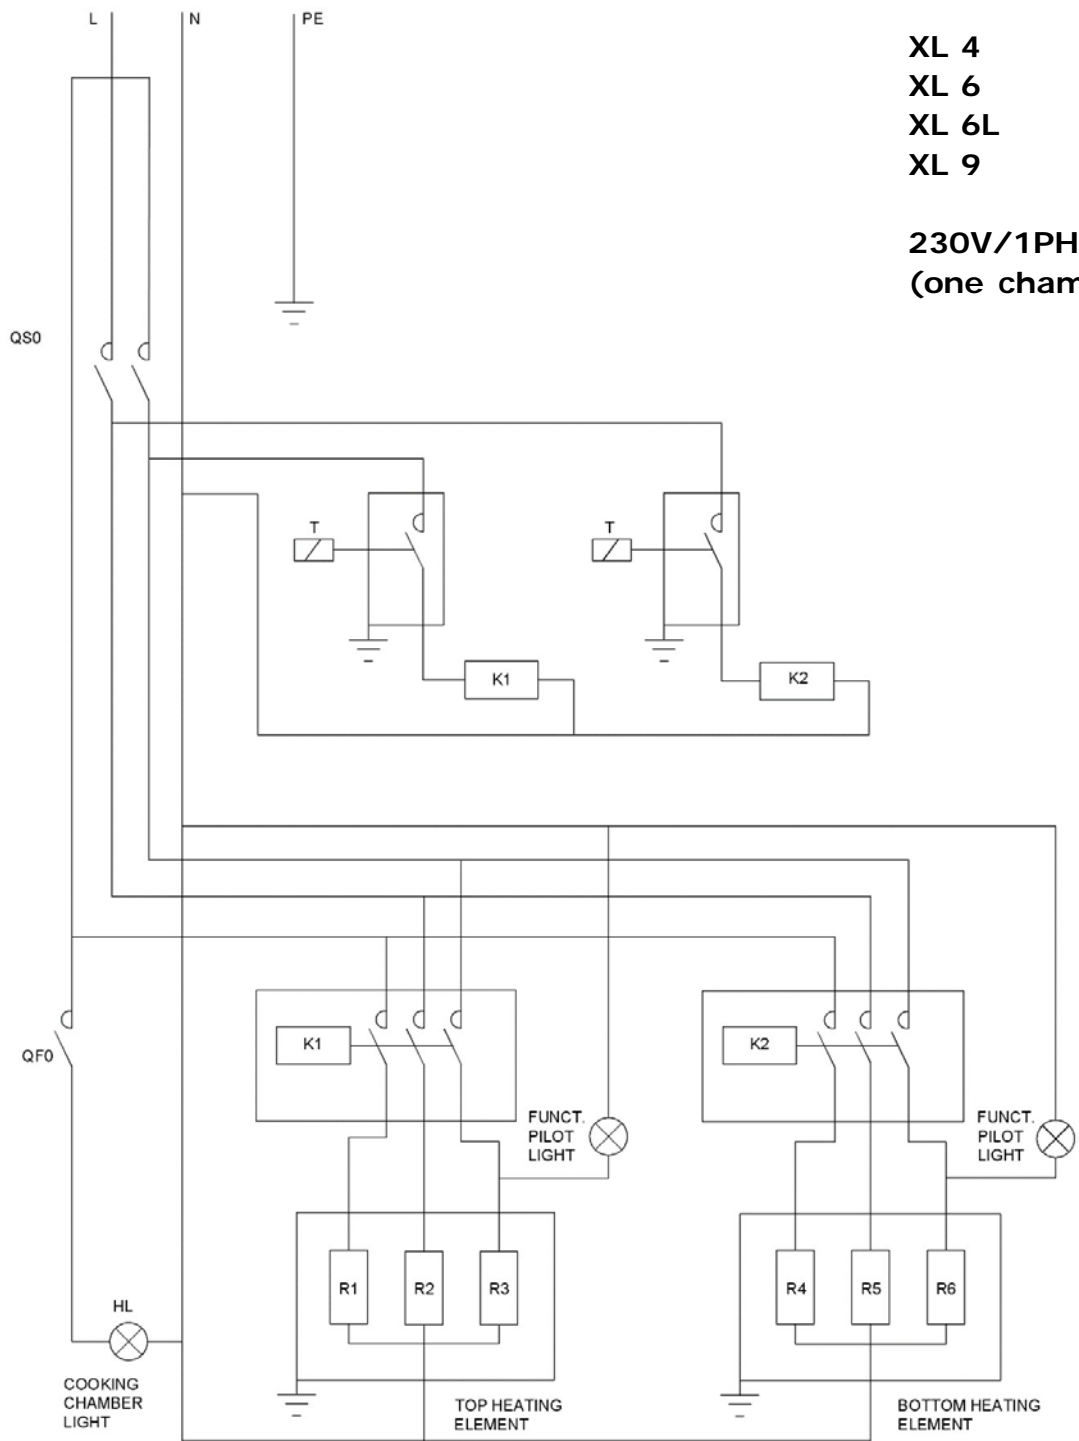 L
N
PE
XL 4
XL 6
XL 6L
XL 9
230V/1PH
(one cham
QS0
T
T
K1
K2
QF0
K1
K2
FUNCT.
PILOT
LIGHT
FUNCT.
PILOT
LIGHT
R1
R2
R3
R4
R5
R6
HL
COOKING
CHAMBER
LIGHT
TOP HEATING
ELEMENT
BOTTOM HEATING
ELEMENT